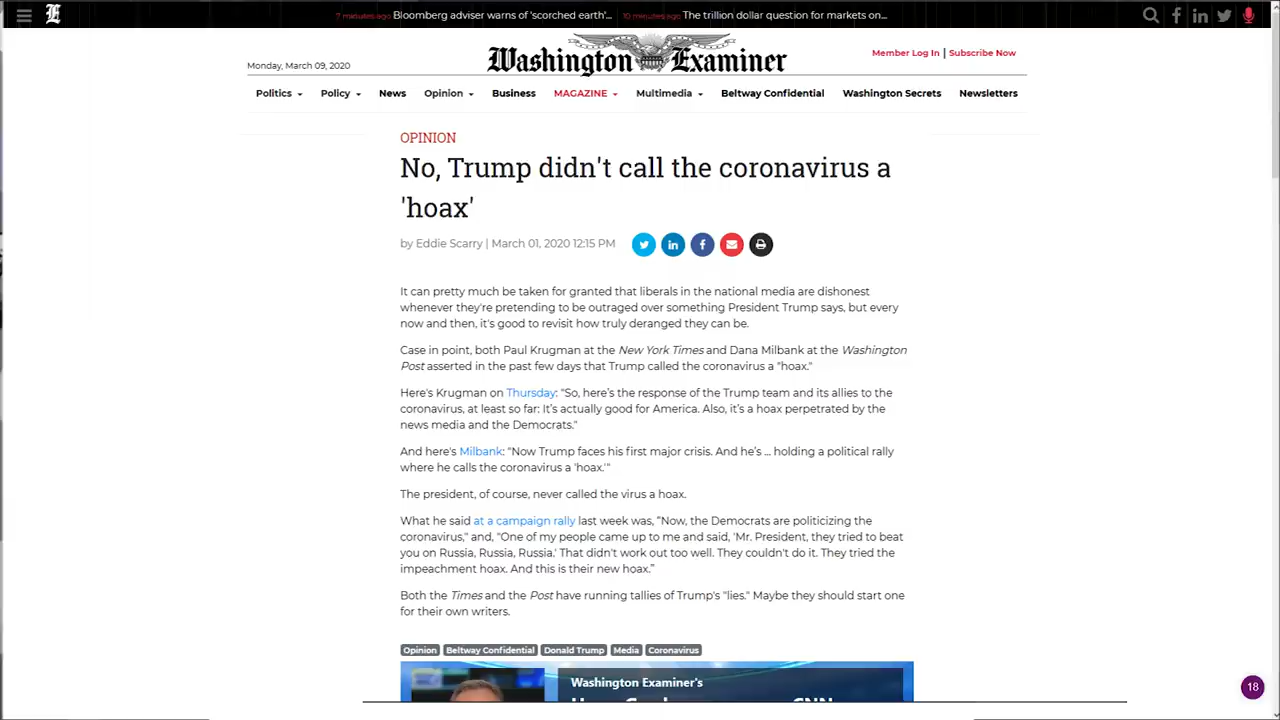 7 minutes ago Bloomberg adviser warns of 'scorched earth'... 10 minutes ago The trillion dollar question for markets on...
Monday, March 09, 2020
Washington Examiner
Member Log In | Subscribe Now
Politics Policy News Opinion Business MAGAZINE Multimedia Beltway Confidential Washington Secrets Newsletters
OPINION
No, Trump didn't call the coronavirus a
'hoax'
by Eddie Scarry | March 01, 2020 12:15 PM
It can pretty much be taken for granted that liberals in the national media are dishonest
whenever they're pretending to be outraged over something President Trump says, but every
now and then, it's good to revisit how truly deranged they can be.
Case in point, both Paul Krugman at the New York Times and Dana Milbank at the Washington
Post asserted in the past few days that Trump called the coronavirus a "hoax."
Here's Krugman on Thursday: "So, here's the response of the Trump team and its allies to the
coronavirus, at least so far: It's actually good for America. Also, it's a hoax perpetrated by the
news media and the Democrats."
And here's Milbank: "Now Trump faces his first major crisis. And he's ... holding a political rally
where he calls the coronavirus a 'hoax.'"
The president, of course, never called the virus a hoax.
What he said at a campaign rally last week was, "Now, the Democrats are politicizing the
coronavirus," and, "One of my people came up to me and said, 'Mr. President, they tried to beat
you on Russia, Russia, Russia.' That didn't work out too well. They couldn't do it. They tried the
impeachment hoax. And this is their new hoax."
Both the Times and the Post have running tallies of Trump's "lies." Maybe they should start one
for their own writers.
Opinion Beltway Confidential Donald Trump Media Coronavirus
Washington Examiner's
18